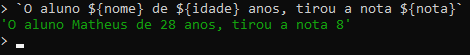 > `O aluno ${nome} de ${idade} anos, tirou a nota ${nota}`
'O aluno Matheus de 28 anos, tirou a nota 8'
>